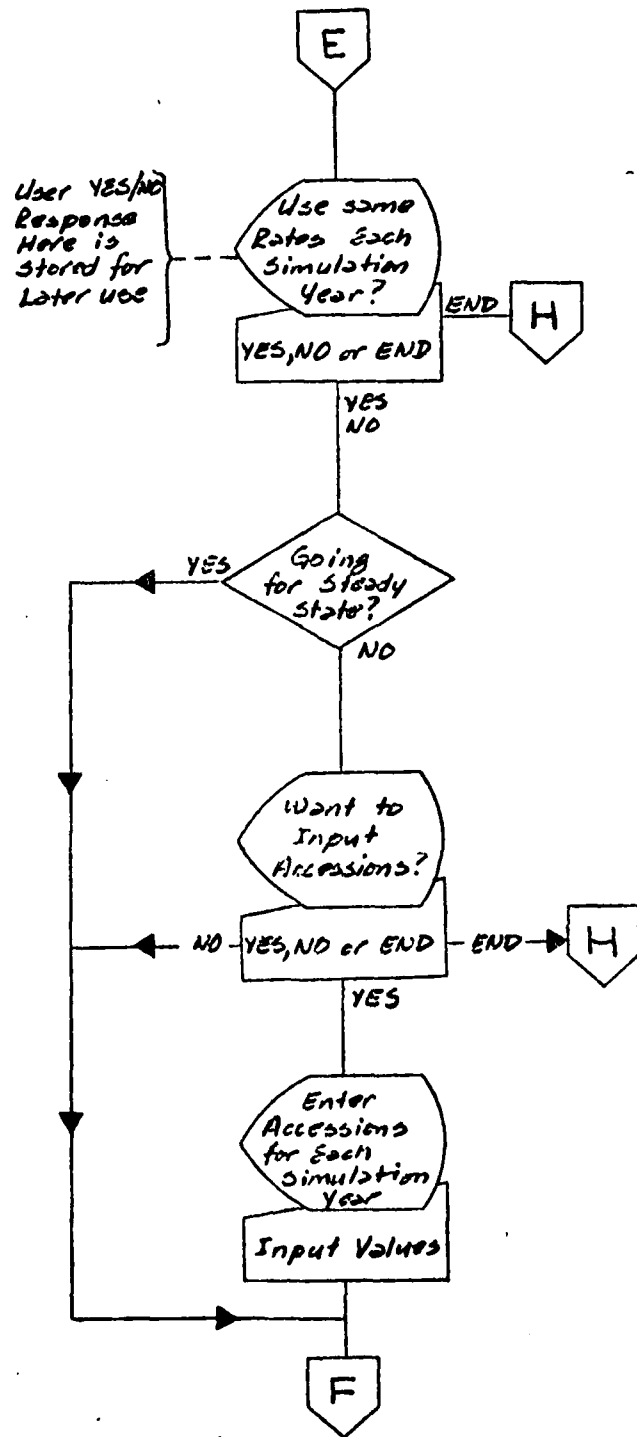 E
User YES/NO
Response
Here is
Stored for
Later use
Use same
Rates Each
Simulation
Year?
YES, NO or END
END
H
YES
NO
Going
for Steady
State?
YES
NO
Want to
Input
Accessions?
NO
YES, NO or END
END
H
YES
Enter
Accessions
for Each
Simulation
Year
Input Values
F